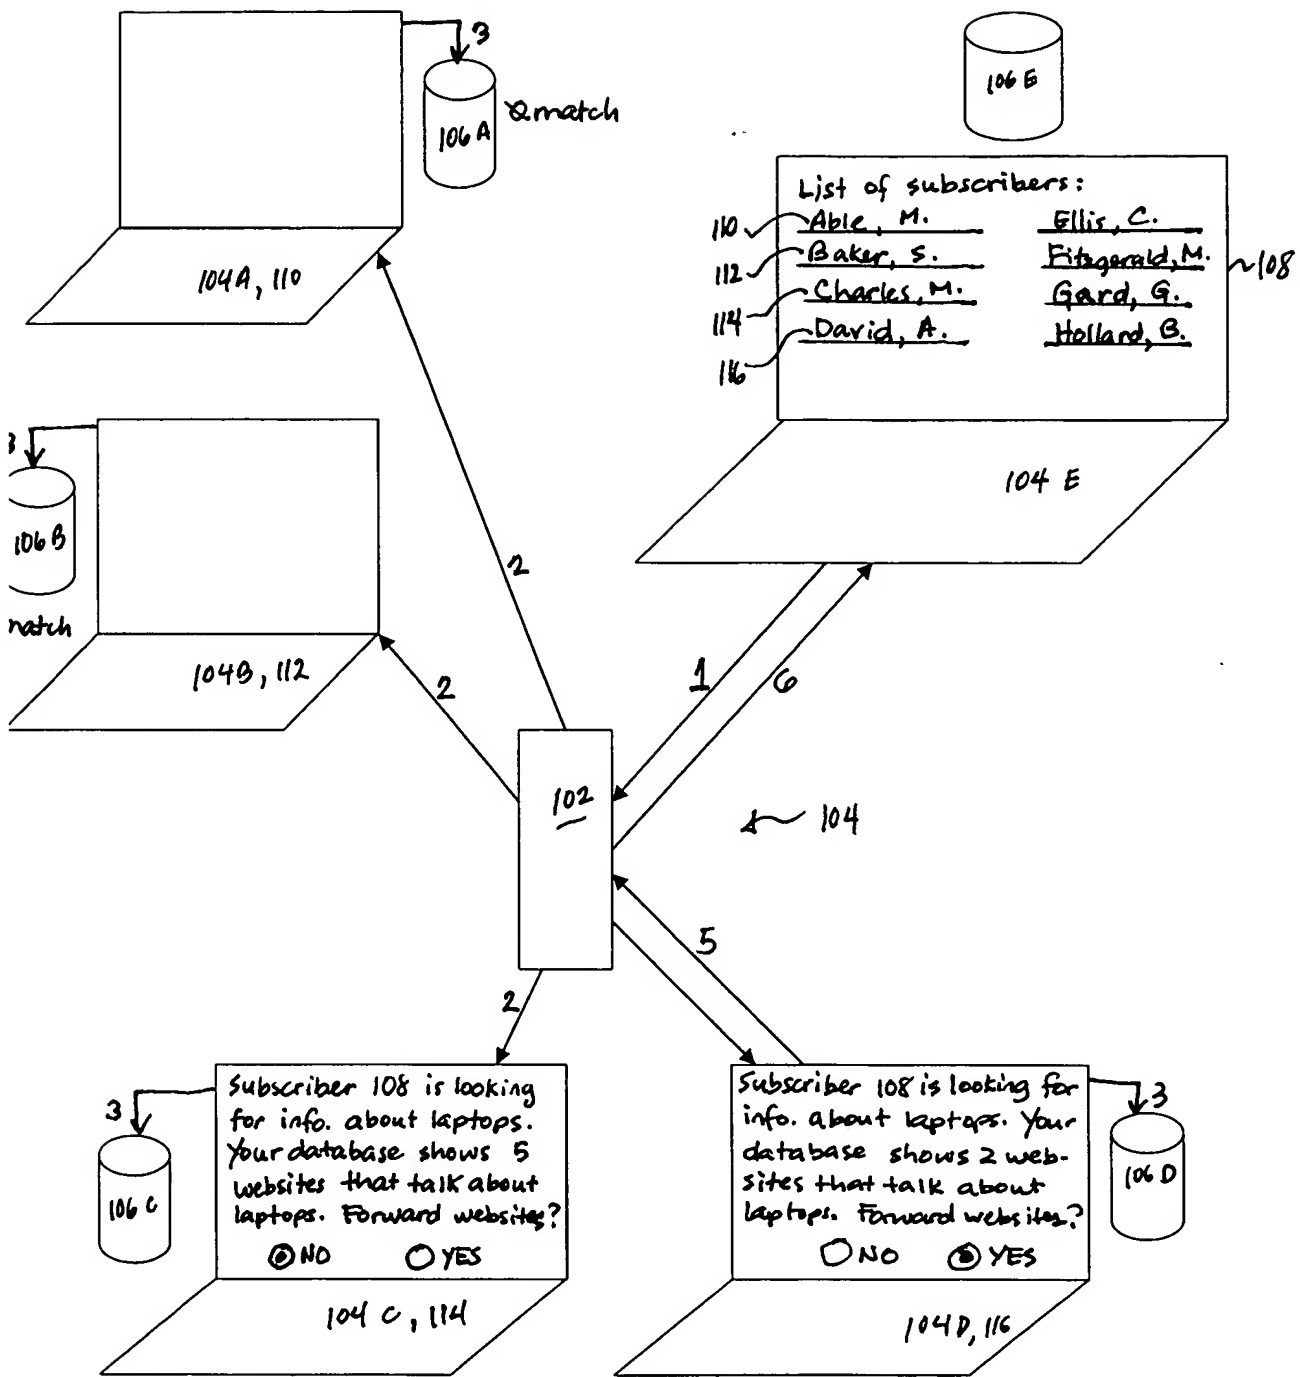 3
106 A
Ø match
106 E
List of subscribers:
110 Able, M. Ellis, C.
112 Baker, S. Fitzgerald, M.
114 Charles, M. Gard, G.
116 David, A. Hollard, B.
108
104A, 110
104 E
3
106 B
match
104B, 112
2
2
1
6
102
104
5
2
3
106 C
Subscriber 108 is looking
for info. about laptops.
Your database shows 5
websites that talk about
laptops. Forward websites?
NO YES
104 C, 114
Subscriber 108 is looking for
info. about laptops. Your
database shows 2 web-
sites that talk about
laptops. Forward websites?
NO YES
3
106 D
104D, 116